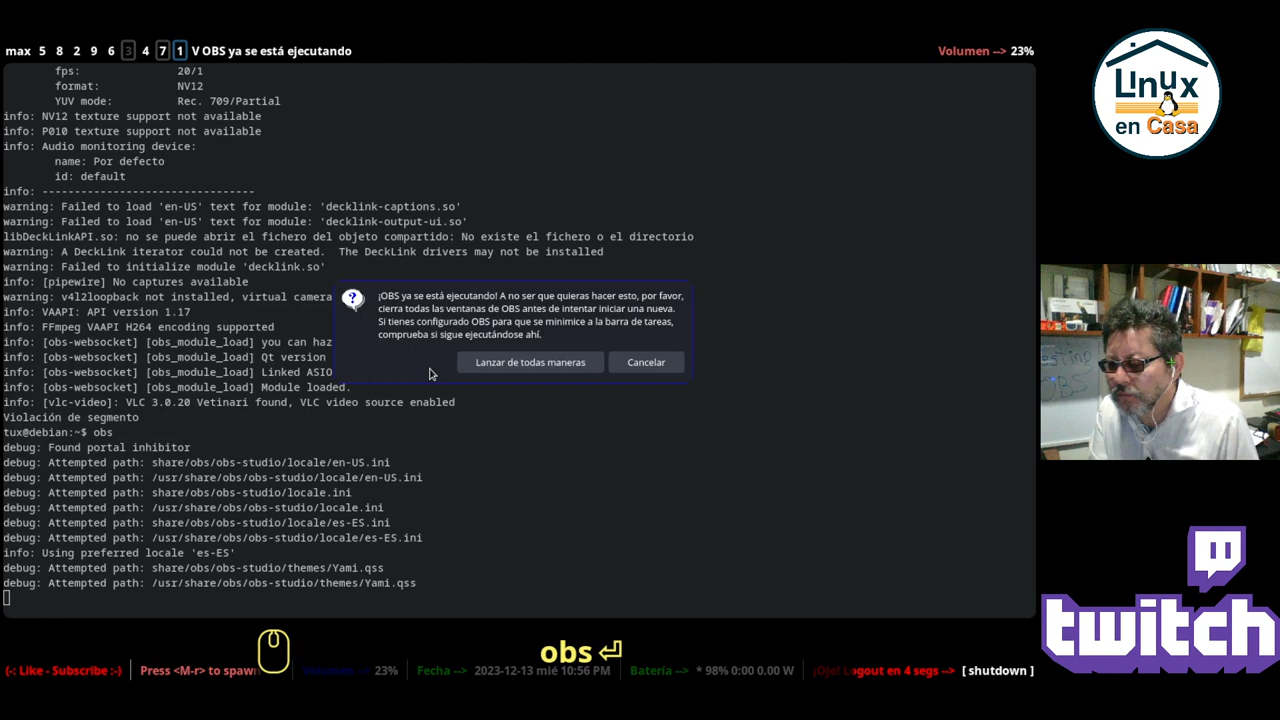 max 5 8 2 9 6 3 4 7 1 V OBS ya se está ejecutando
Volumen --> 23%
fps: 20/1
format: NV12
YUV mode: Rec. 709/Partial
info: NV12 texture support not available
info: P010 texture support not available
info: Audio monitoring device:
name: Por defecto
id: default
info: ---------------------------------
warning: Failed to load 'en-US' text for module: 'decklink-captions.so'
warning: Failed to load 'en-US' text for module: 'decklink-output-ui.so'
libDeckLinkAPI.so: no se puede abrir el fichero del objeto compartido: No existe el fichero o el directorio
warning: A DeckLink iterator could not be created.  The DeckLink drivers may not be installed
warning: Failed to initialize module 'decklink.so'
info: [pipewire] No captures available
warning: v4l2loopback not installed, virtual camera
info: VAAPI: API version 1.17
info: FFmpeg VAAPI H264 encoding supported
info: [obs-websocket] [obs_module_load] you can haz
info: [obs-websocket] [obs_module_load] Qt version
info: [obs-websocket] [obs_module_load] Linked ASIO
info: [obs-websocket] [obs_module_load] Module loaded.
info: [vlc-video]: VLC 3.0.20 Vetinari found, VLC video source enabled
Violación de segmento
tux@debian:~$ obs
debug: Found portal inhibitor
debug: Attempted path: share/obs/obs-studio/locale/en-US.ini
debug: Attempted path: /usr/share/obs/obs-studio/locale/en-US.ini
debug: Attempted path: share/obs/obs-studio/locale.ini
debug: Attempted path: /usr/share/obs/obs-studio/locale.ini
debug: Attempted path: share/obs/obs-studio/locale/es-ES.ini
debug: Attempted path: /usr/share/obs/obs-studio/locale/es-ES.ini
info: Using preferred locale 'es-ES'
debug: Attempted path: share/obs/obs-studio/themes/Yami.qss
debug: Attempted path: /usr/share/obs/obs-studio/themes/Yami.qss
?
¡OBS ya se está ejecutando! A no ser que quieras hacer esto, por favor,
cierra todas las ventanas de OBS antes de intentar iniciar una nueva.
Si tienes configurado OBS para que se minimice a la barra de tareas,
comprueba si sigue ejecutándose ahí.
Lanzar de todas maneras
Cancelar
Linux
en Casa
Testing
OBS
twitch
obs ⏎
(-: Like - Subscribe :-)
Press <M-r> to spawn
Volumen --> 23%
Fecha --> 2023-12-13 mié 10:56 PM
Batería --> * 98% 0:00 0.00 W
¡Ojo! Logout en 4 segs -->
[ shutdown ]